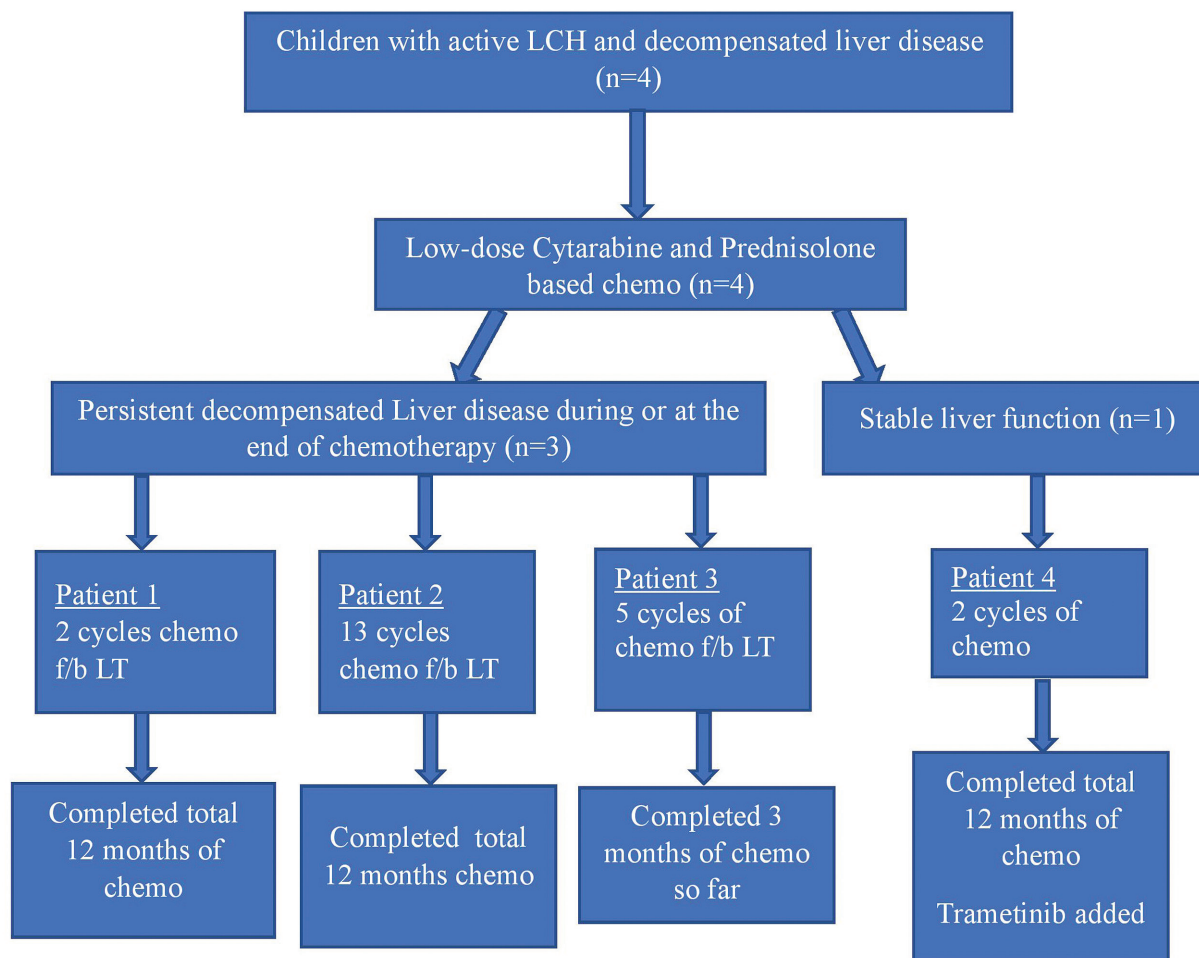 Children with active LCH and decompensated liver disease
(n=4)
Low-dose Cytarabine and Prednisolone
based chemo (n=4)
Persistent decompensated Liver disease during or at the
end of chemotherapy (n=3)
Stable liver function (n=1)
Patient 1
2 cycles chemo
f/b LT
Patient 2
13 cycles
chemo f/b LT
Patient 3
5 cycles of
chemo f/b LT
Patient 4
2 cycles of
chemo
Completed total
12 months of
chemo
Completed total
12 months chemo
Completed 3
months of chemo
so far
Completed total
12 months of
chemo
Trametinib added